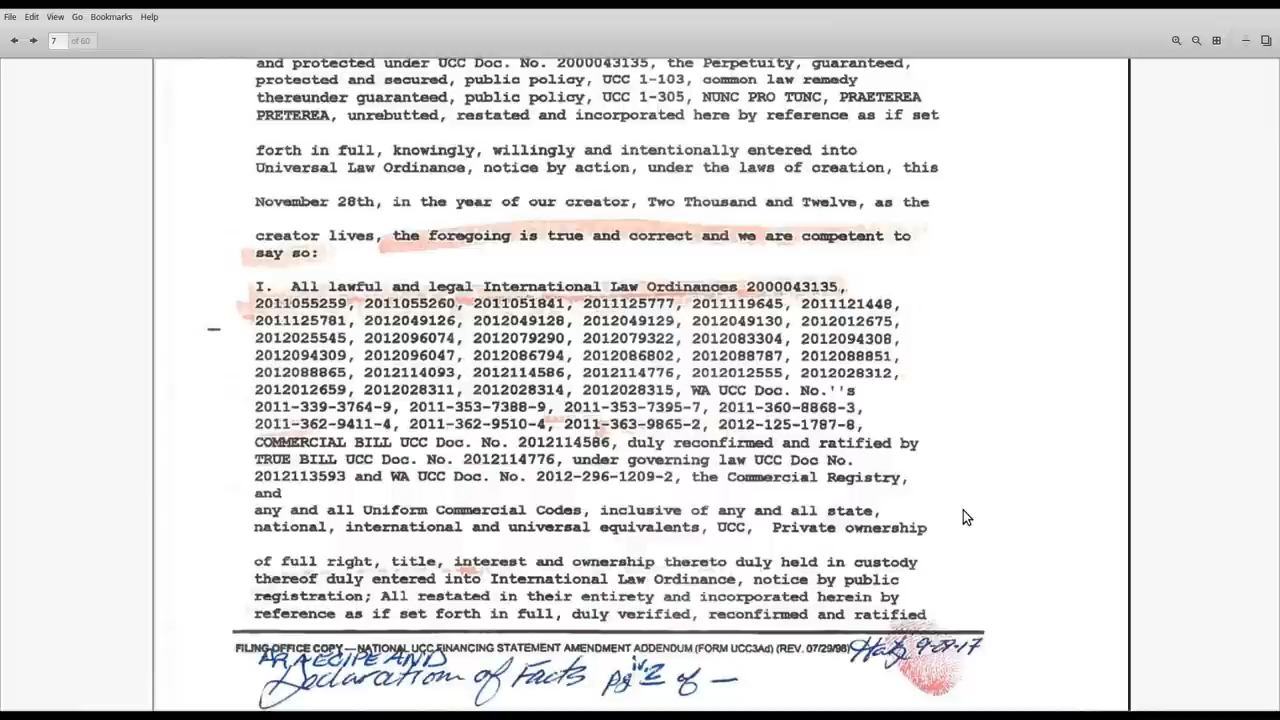 File Edit View Go Bookmarks Help
7 of 60
and protected under UCC Doc. No. 2000043135, the Perpetuity, guaranteed,
protected and secured, public policy, UCC 1-103, common law remedy
thereunder guaranteed, public policy, UCC 1-305, NUNC PRO TUNC, PRAETEREA
PRETEREA, unrebutted, restated and incorporated here by reference as if set
forth in full, knowingly, willingly and intentionally entered into
Universal Law Ordinance, notice by action, under the laws of creation, this
November 28th, in the year of our creator, Two Thousand and Twelve, as the
creator lives, the foregoing is true and correct and we are competent to
say so:
I. All lawful and legal International Law Ordinances 2000043135,
2011055259, 2011055260, 2011051841, 2011125777, 2011119645, 2011121448,
2011125781, 2012049126, 2012049128, 2012049129, 2012049130, 2012012675,
2012025545, 2012096074, 2012079290, 2012079322, 2012083304, 2012094308,
2012094309, 2012096047, 2012086794, 2012086802, 2012088787, 2012088851,
2012088865, 2012114093, 2012114586, 2012114776, 2012012555, 2012028312,
2012012659, 2012028311, 2012028314, 2012028315, WA UCC Doc. No.''s
2011-339-3764-9, 2011-353-7388-9, 2011-353-7395-7, 2011-360-8868-3,
2011-362-9411-4, 2011-362-9510-4, 2011-363-9865-2, 2012-125-1787-8,
COMMERCIAL BILL UCC Doc. No. 2012114586, duly reconfirmed and ratified by
TRUE BILL UCC Doc. No. 2012114776, under governing law UCC Doc No.
2012113593 and WA UCC Doc. No. 2012-296-1209-2, the Commercial Registry,
and
any and all Uniform Commercial Codes, inclusive of any and all state,
national, international and universal equivalents, UCC, Private ownership
of full right, title, interest and ownership thereto duly held in custody
thereof duly entered into International Law Ordinance, notice by public
registration; All restated in their entirety and incorporated herein by
reference as if set forth in full, duly verified, reconfirmed and ratified
FILING OFFICE COPY — NATIONAL UCC FINANCING STATEMENT AMENDMENT ADDENDUM (FORM UCC3Ad) (REV. 07/29/98)
Declaration of Facts pg 2 of —